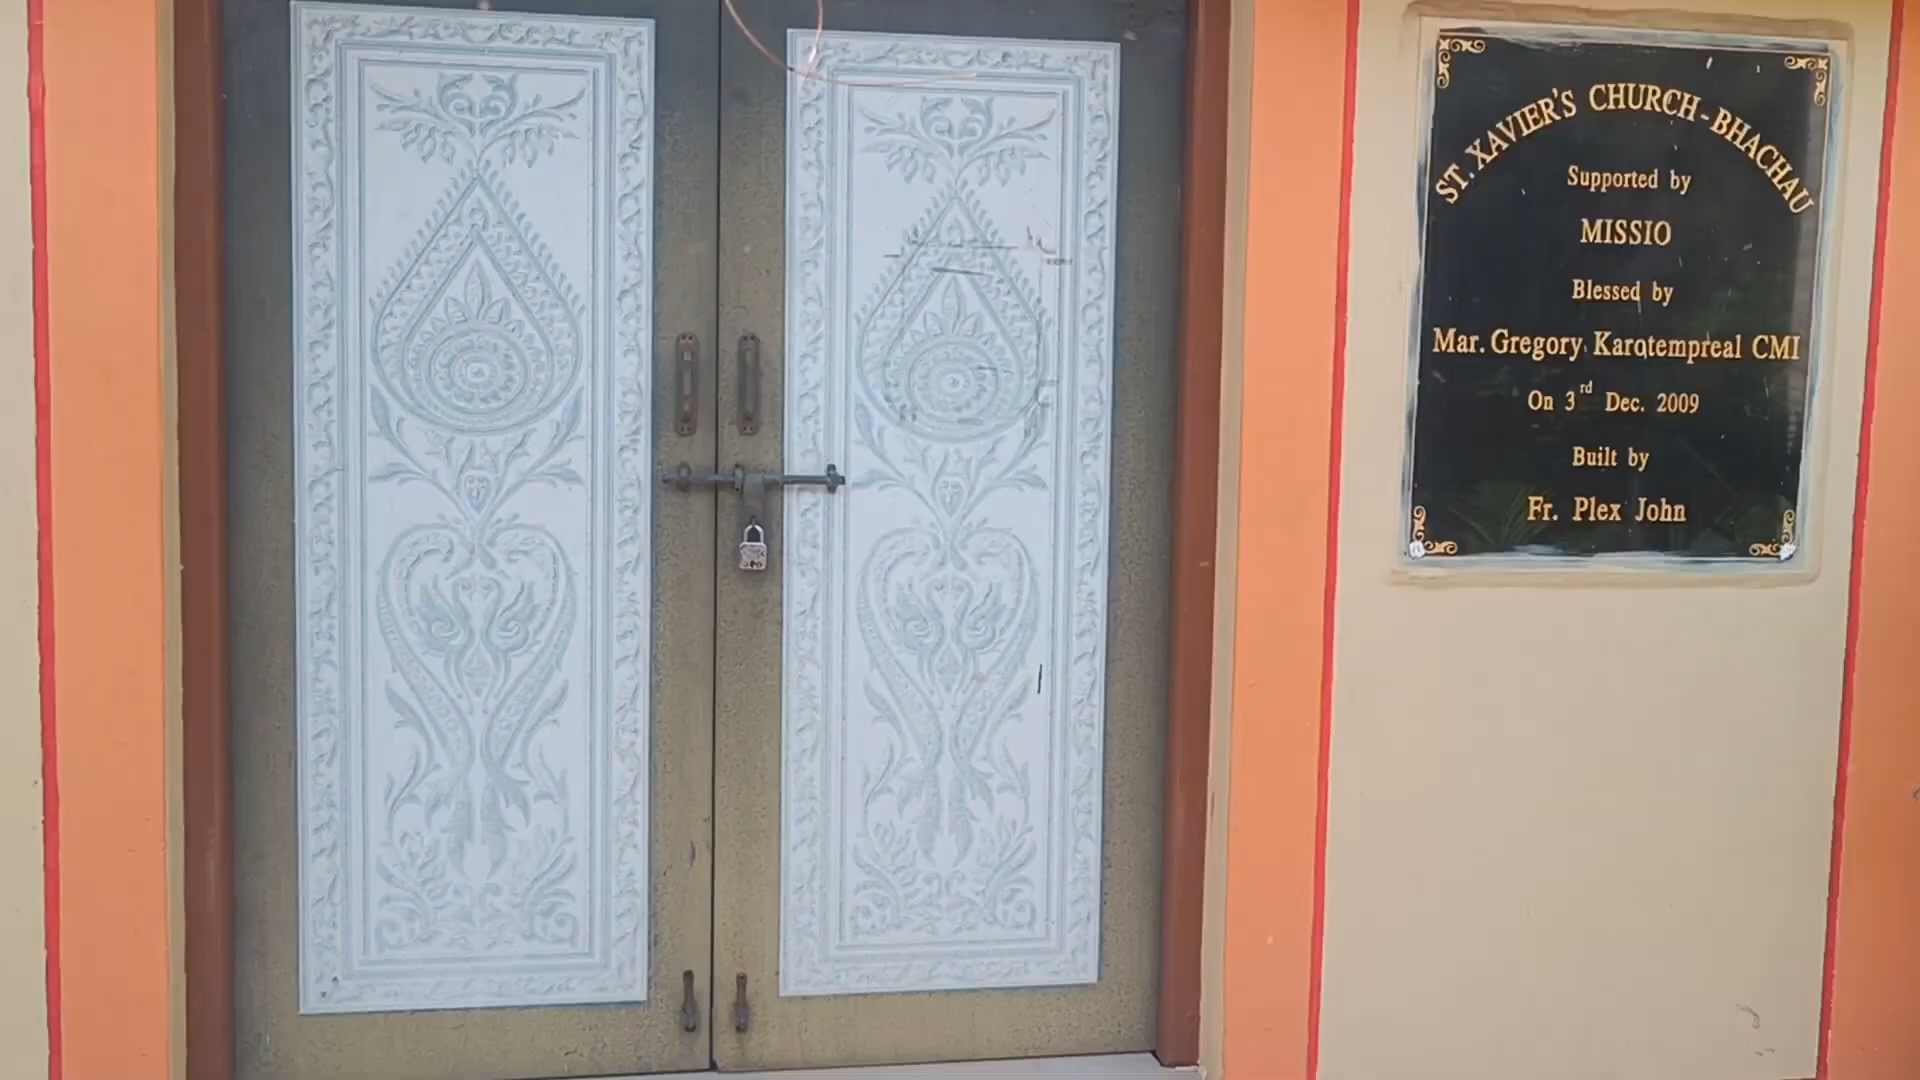 ST. XAVIER'S CHURCH-BHACHAU
Supported by
MISSIO
Blessed by
Mar. Gregory Karotempreal CMI
On 3rd Dec. 2009
Built by
Fr. Plex John